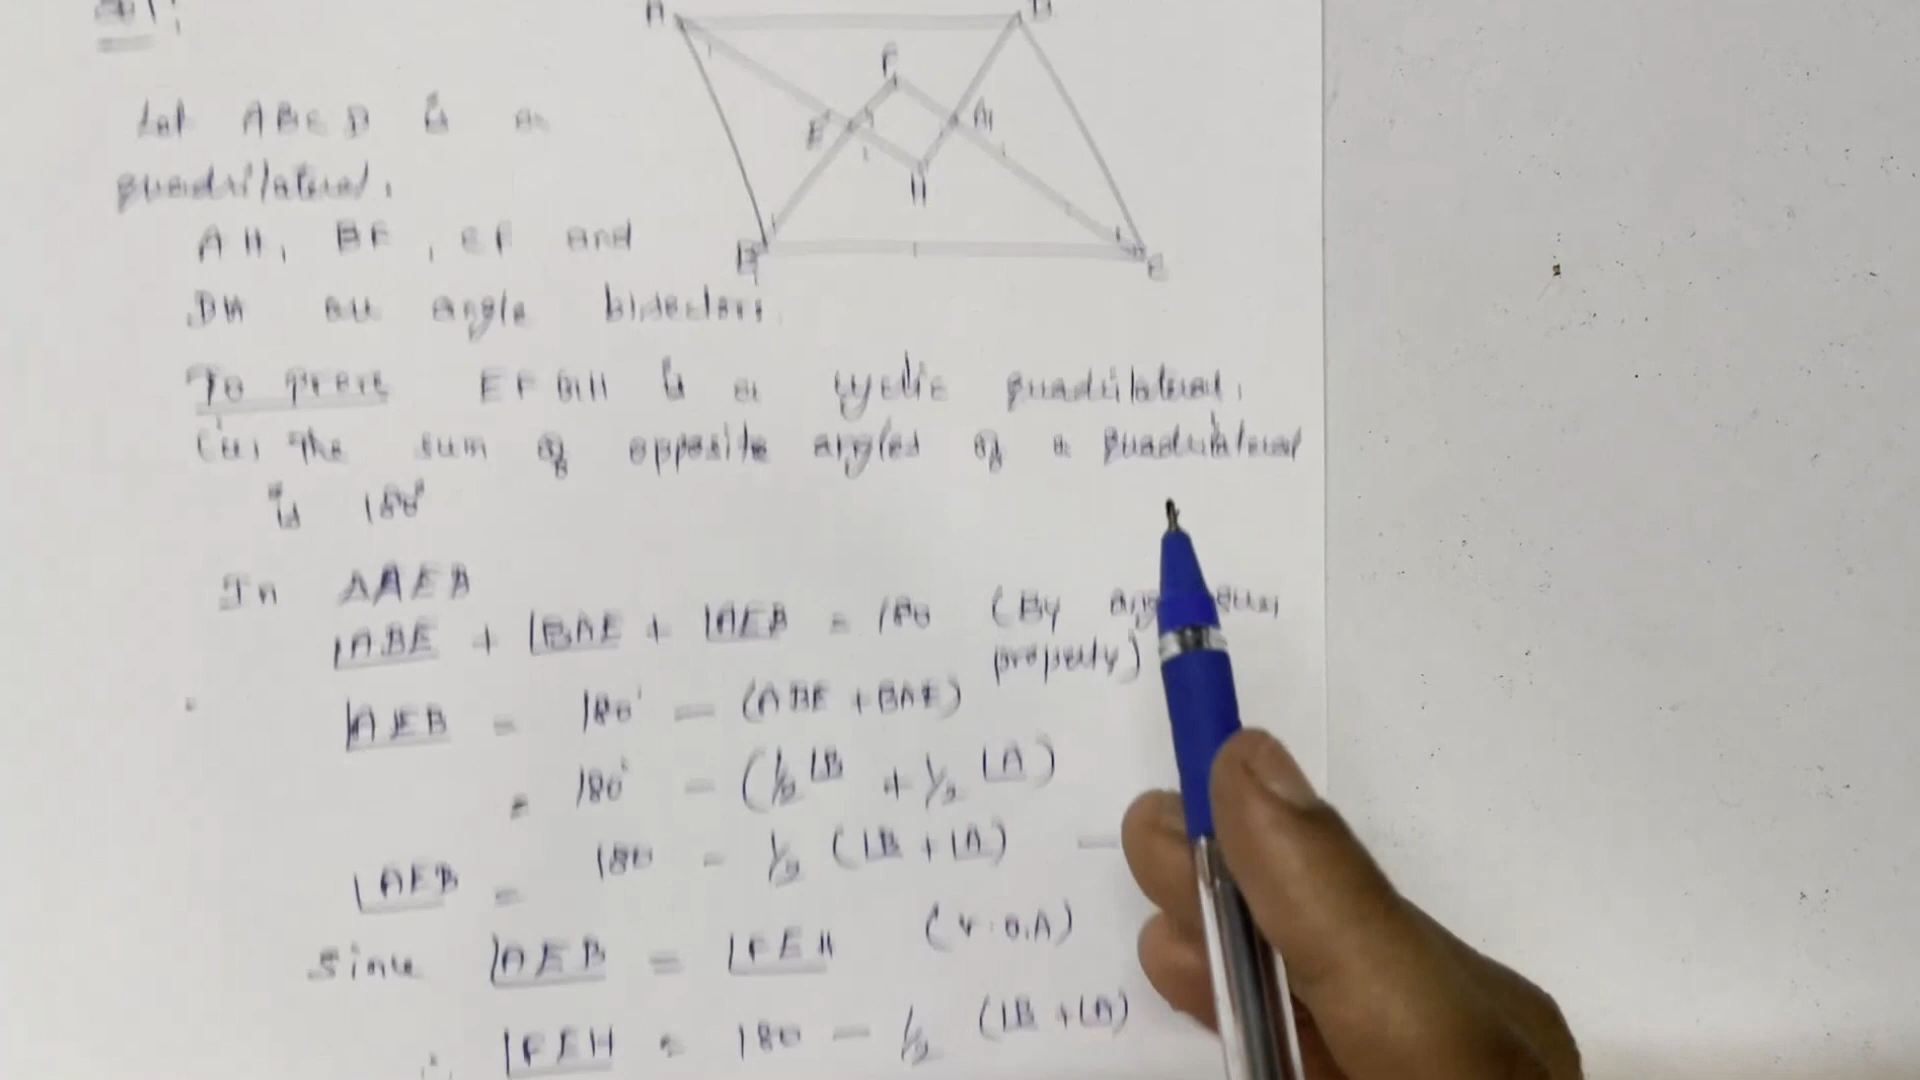 A D
F
E G
H
B C
Let ABCD is a
quadrilateral.
AH, BF, CF and
DH are angle bisectors.
To prove EFGH is a cyclic quadrilateral.
(ie) The sum of opposite angles of a quadrilateral
is 180°
In ΔAEB
∠ABE + ∠BAE + ∠AEB = 180 (By sum
property)
∠AEB = 180° - (ABE + BAE)
= 180° - (1/2 ∠B + 1/2 ∠A)
∠AEB = 180 - 1/2 (∠B + ∠A) —
Since ∠AEB = ∠FEH (V.O.A)
∴ ∠FEH = 180 - 1/2 (∠B + ∠A)